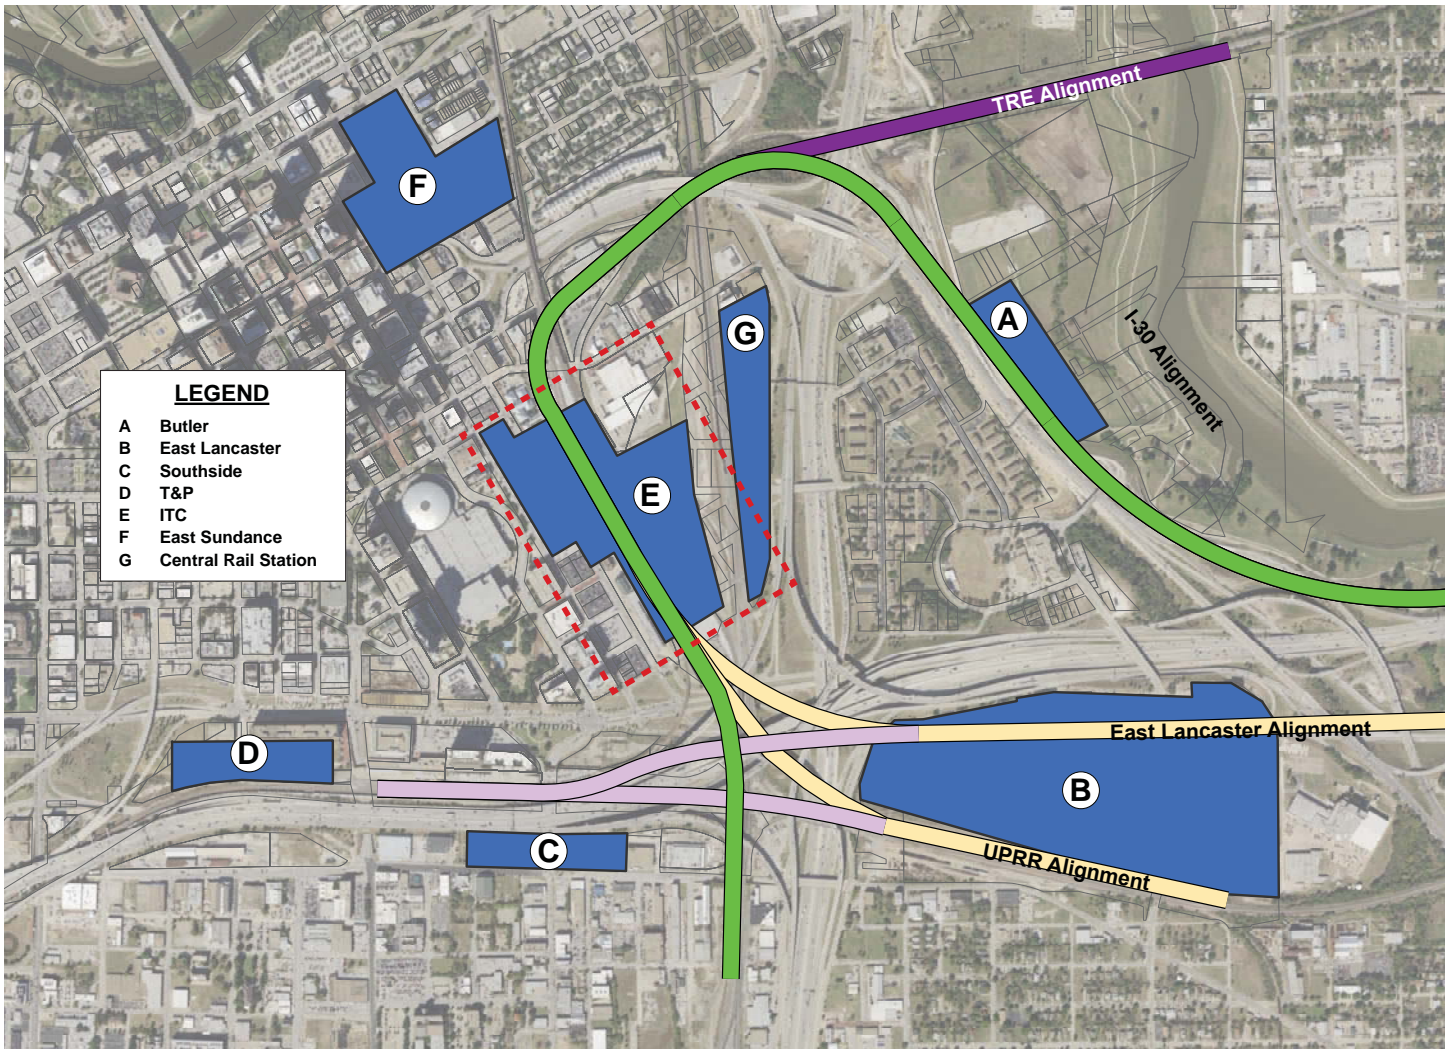 TRE Alignment
F
A
G
I-30 Alignment
LEGEND
A Butler
B East Lancaster
C Southside
D T&P
E ITC
F East Sundance
G Central Rail Station
E
East Lancaster Alignment
D
B
C
UPRR Alignment